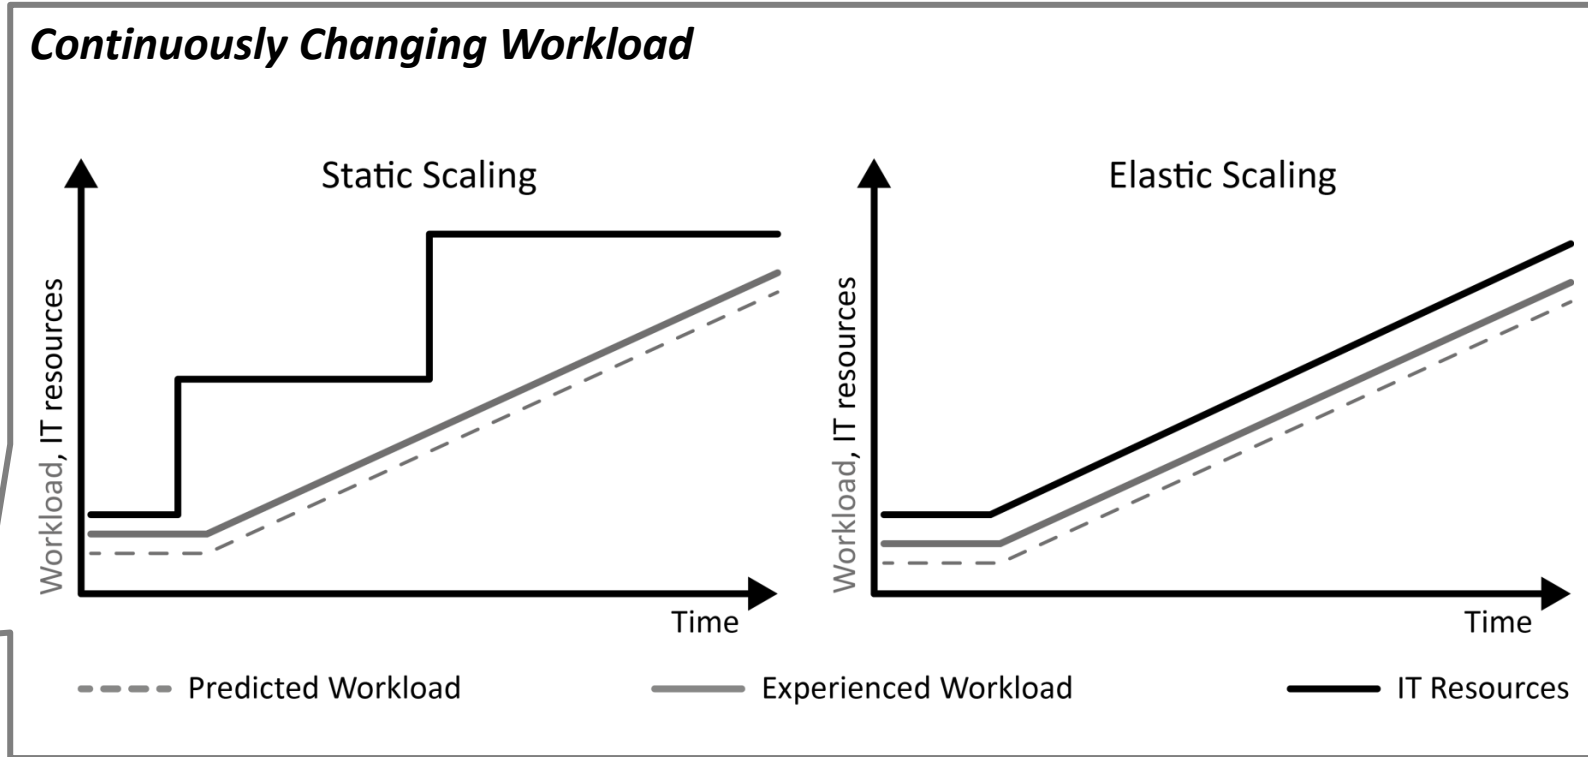 Continuously Changing Workload
Static Scaling
Workload, IT resources
Time
Elastic Scaling
Workload, IT resources
Time
Predicted Workload
Experienced Workload
IT Resources